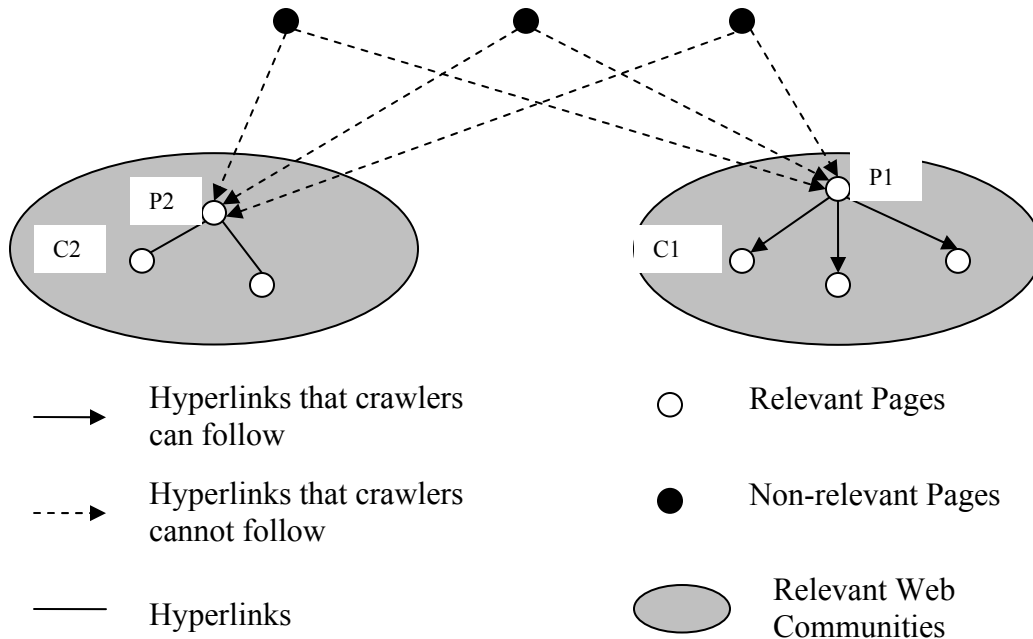 P2
P1
C2
C1
Hyperlinks that crawlers
can follow
Relevant Pages
Hyperlinks that crawlers
cannot follow
Non-relevant Pages
Hyperlinks
Relevant Web
Communities